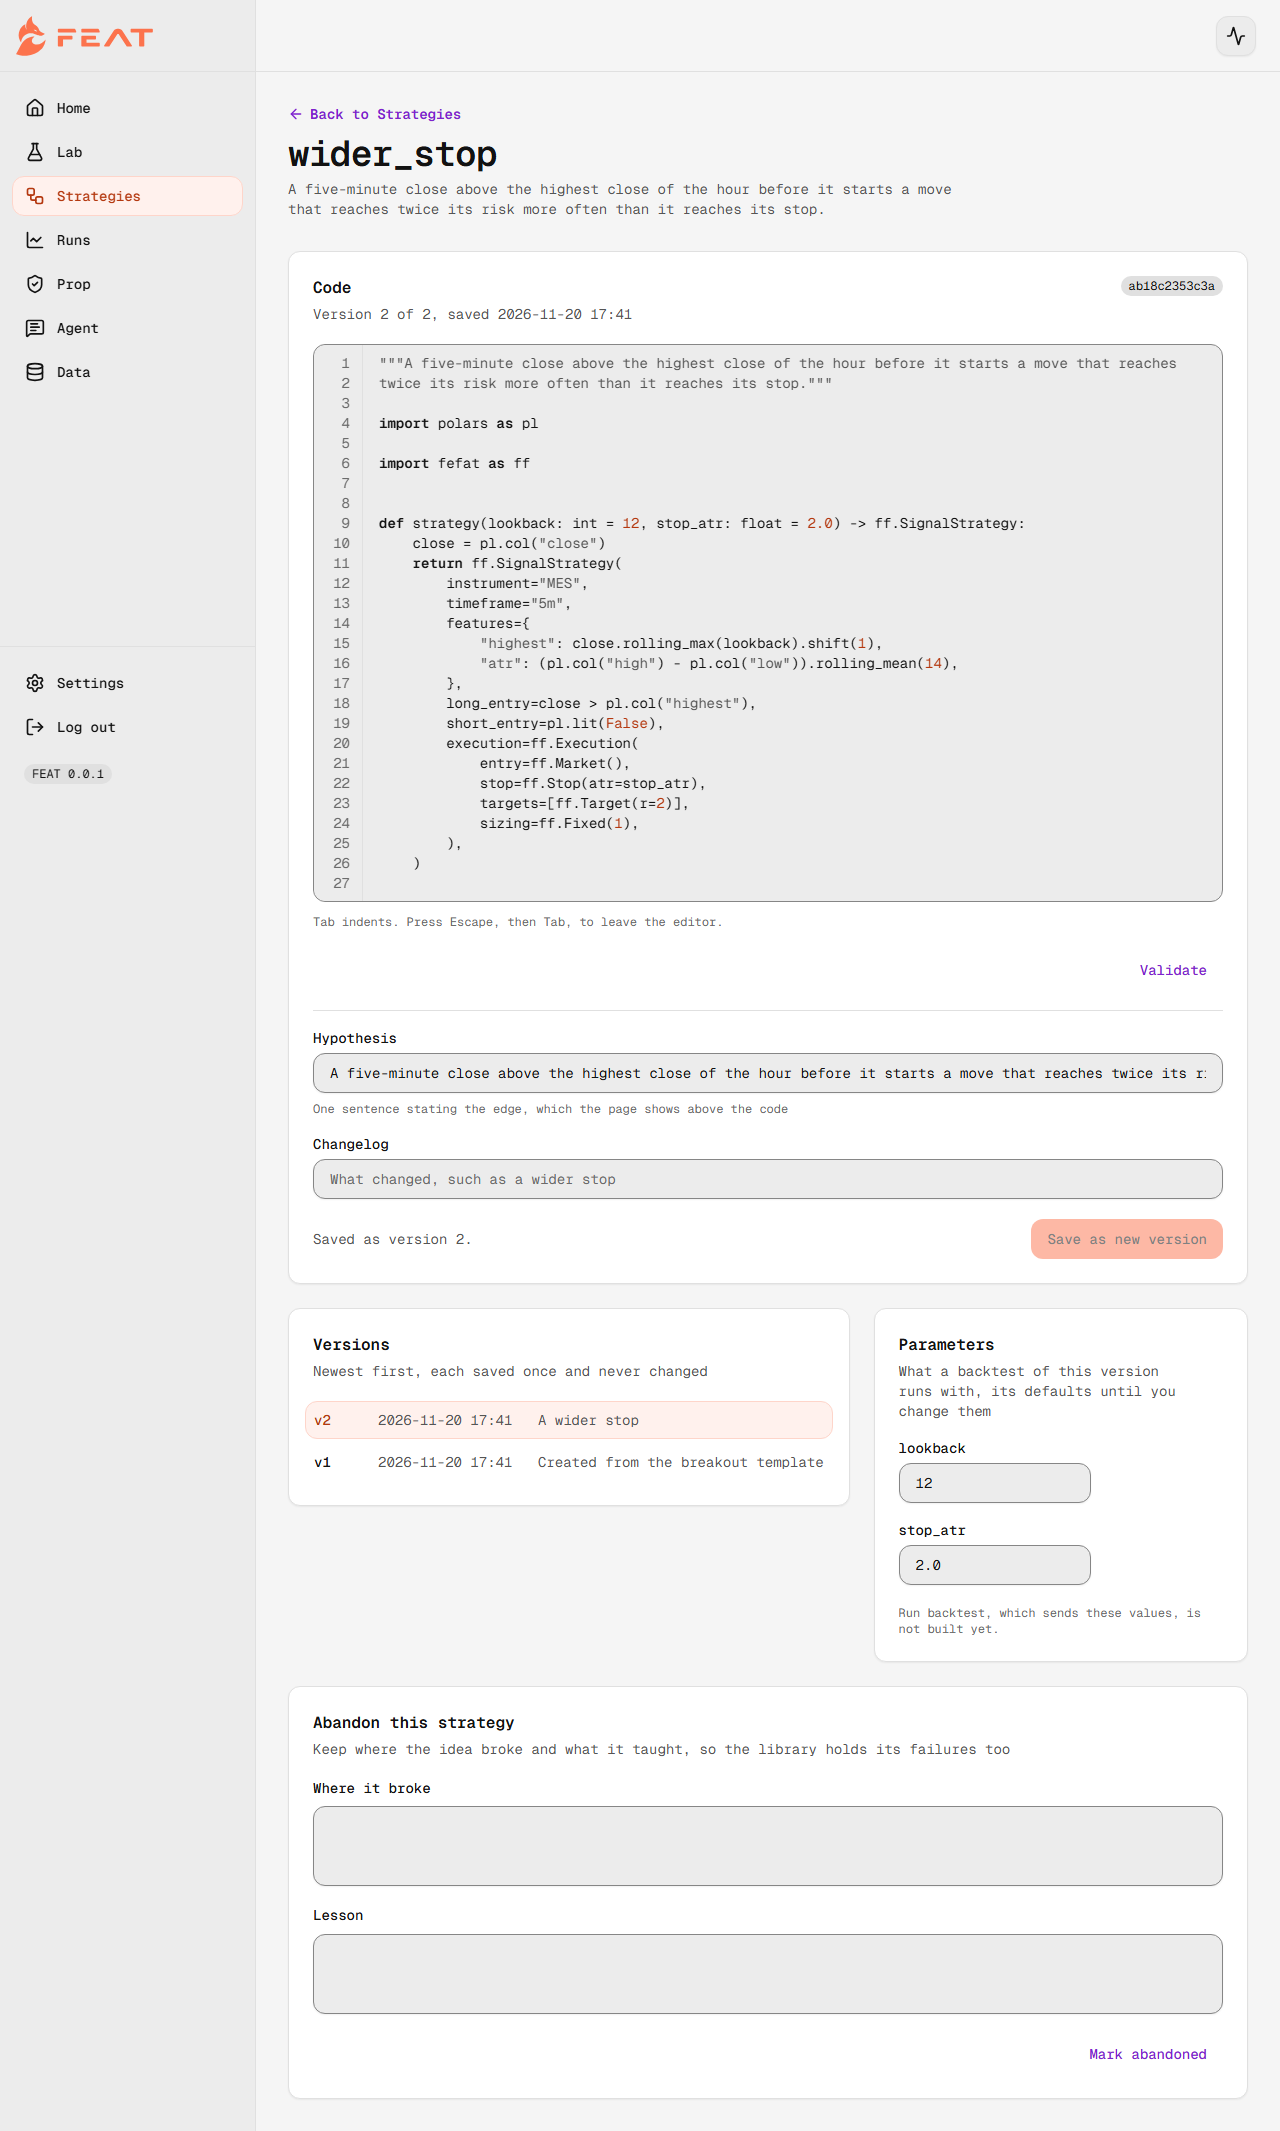 FEAT
Home
Lab
Strategies
Runs
Prop
Agent
Data
Settings
Log out
FEAT 0.0.1
Back to Strategies
wider_stop
A five-minute close above the highest close of the hour before it starts a move
that reaches twice its risk more often than it reaches its stop.
Code
ab18c2353c3a
Version 2 of 2, saved 2026-11-20 17:41
1 """A five-minute close above the highest close of the hour before it starts a move that reaches
2 twice its risk more often than it reaches its stop."""
3
4 import polars as pl
5
6 import fefat as ff
7
8
9 def strategy(lookback: int = 12, stop_atr: float = 2.0) -> ff.SignalStrategy:
10     close = pl.col("close")
11     return ff.SignalStrategy(
12         instrument="MES",
13         timeframe="5m",
14         features={
15             "highest": close.rolling_max(lookback).shift(1),
16             "atr": (pl.col("high") - pl.col("low")).rolling_mean(14),
17         },
18         long_entry=close > pl.col("highest"),
19         short_entry=pl.lit(False),
20         execution=ff.Execution(
21             entry=ff.Market(),
22             stop=ff.Stop(atr=stop_atr),
23             targets=[ff.Target(r=2)],
24             sizing=ff.Fixed(1),
25         ),
26     )
27
Tab indents. Press Escape, then Tab, to leave the editor.
Validate
Hypothesis
A five-minute close above the highest close of the hour before it starts a move that reaches twice its
One sentence stating the edge, which the page shows above the code
Changelog
What changed, such as a wider stop
Saved as version 2.
Save as new version
Versions
Newest first, each saved once and never changed
v2 2026-11-20 17:41 A wider stop
v1 2026-11-20 17:41 Created from the breakout template
Parameters
What a backtest of this version
runs with, its defaults until you
change them
lookback
12
stop_atr
2.0
Run backtest, which sends these values, is
not built yet.
Abandon this strategy
Keep where the idea broke and what it taught, so the library holds its failures too
Where it broke
Lesson
Mark abandoned